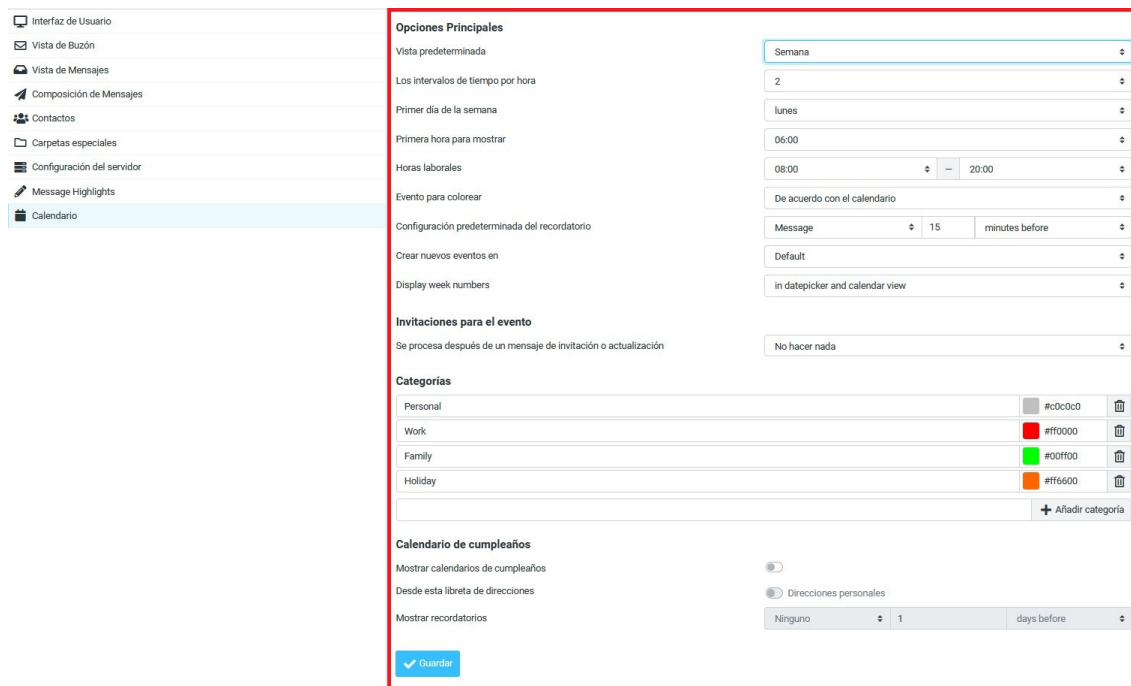 Interfaz de Usuario
Vista de Buzón
Vista de Mensajes
Composición de Mensajes
Contactos
Carpetas especiales
Configuración del servidor
Message Highlights
Calendario
Opciones Principales
Vista predeterminada Semana
Los intervalos de tiempo por hora 2
Primer día de la semana lunes
Primera hora para mostrar 06:00
Horas laborales 08:00 — 20:00
Evento para colorear De acuerdo con el calendario
Configuración predeterminada del recordatorio Message 15 minutes before
Crear nuevos eventos en Default
Display week numbers in datepicker and calendar view
Invitaciones para el evento
Se procesa después de un mensaje de invitación o actualización No hacer nada
Categorías
Personal #c0c0c0
Work #ff0000
Family #00ff00
Holiday #ff6600
Añadir categoría
Calendario de cumpleaños
Mostrar calendarios de cumpleaños
Desde esta libreta de direcciones Direcciones personales
Mostrar recordatorios Ninguno 1 days before
Guardar